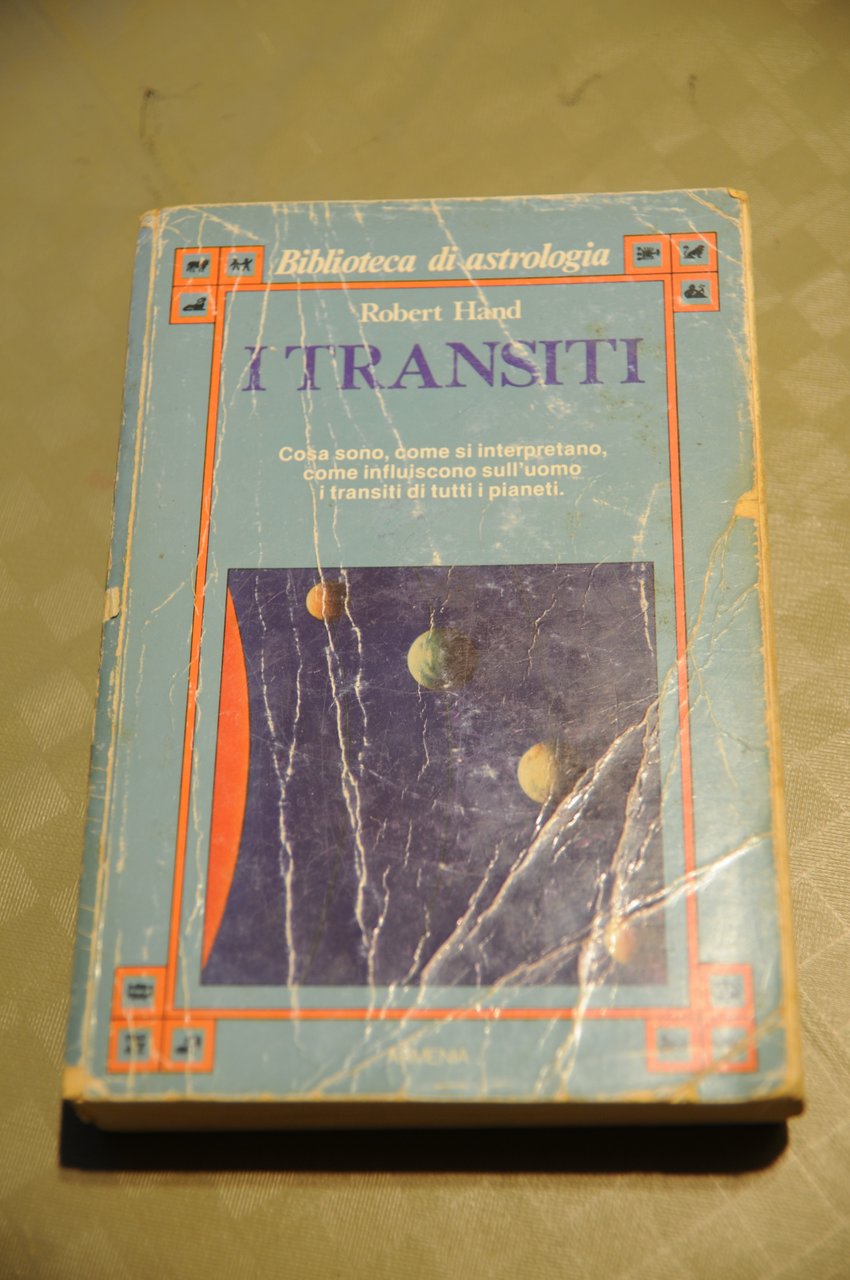 Biblioteca di astrologia
Robert Hand
I TRANSITI
Cosa sono, come si interpretano,
come influiscono sull'uomo
i transiti di tutti i pianeti.
ARMENIA